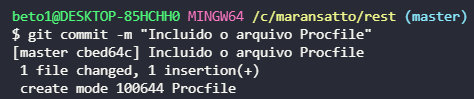 beto1@DESKTOP-85HCHH0 MINGW64 /c/maransatto/rest (master)
$ git commit -m "Incluido o arquivo Procfile"
[master cbed64c] Incluido o arquivo Procfile
 1 file changed, 1 insertion(+)
 create mode 100644 Procfile